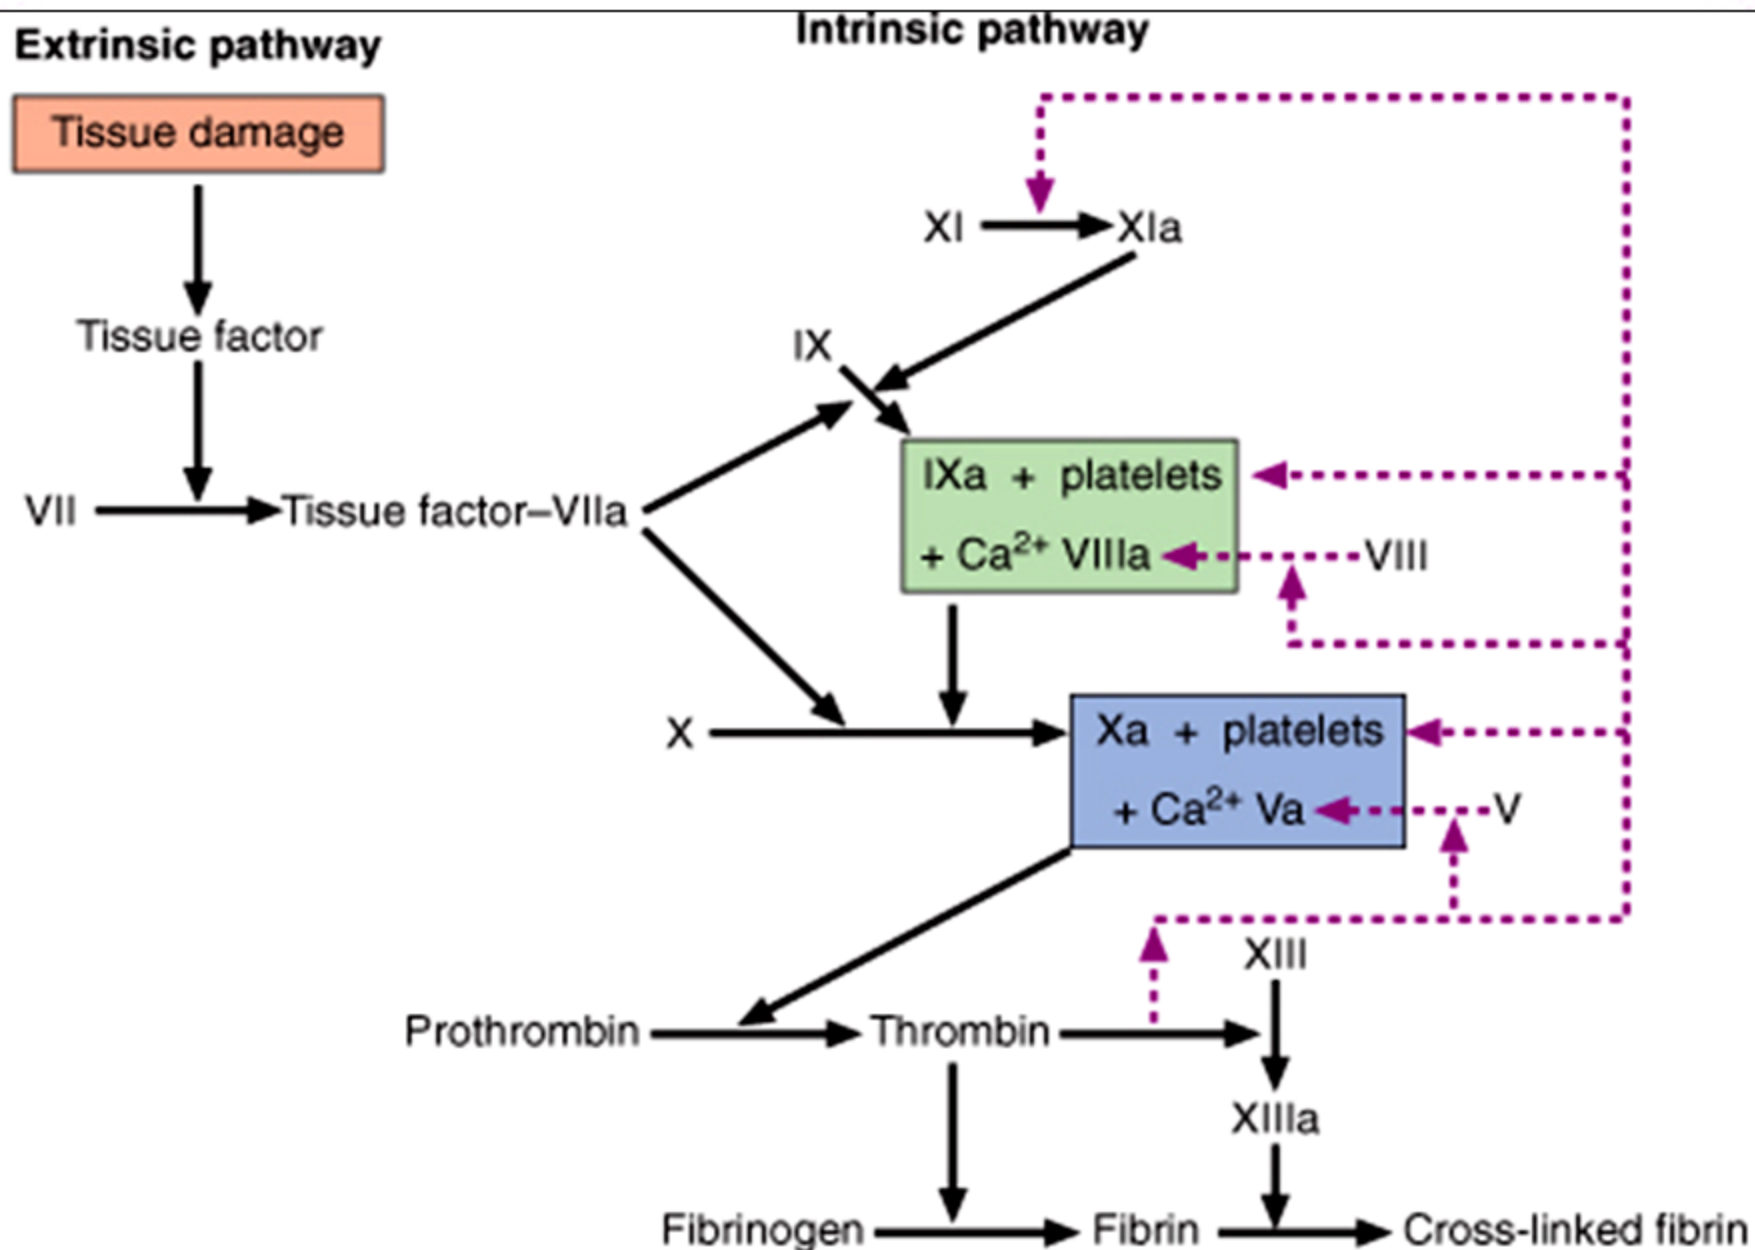 Extrinsic pathway
Intrinsic pathway
Tissue damage
XI
XIa
Tissue factor
IX
VII
Tissue factor–VIIa
IXa + platelets
+ Ca²⁺ VIIIa
VIII
X
Xa + platelets
+ Ca²⁺ Va
V
XIII
Prothrombin
Thrombin
XIIIa
Fibrinogen
Fibrin
Cross-linked fibrin